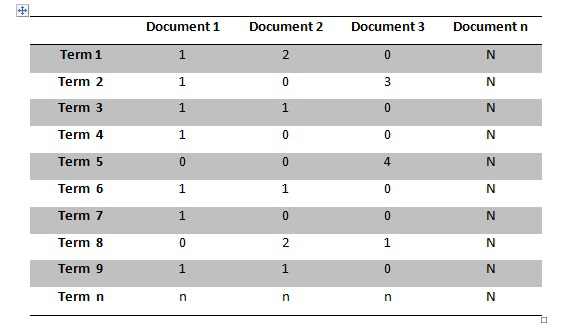 Document 1 Document 2 Document 3 Document n
Term 1 1 2 0 N
Term 2 1 0 3 N
Term 3 1 1 0 N
Term 4 1 0 0 N
Term 5 0 0 4 N
Term 6 1 1 0 N
Term 7 1 0 0 N
Term 8 0 2 1 N
Term 9 1 1 0 N
Term n n n n N